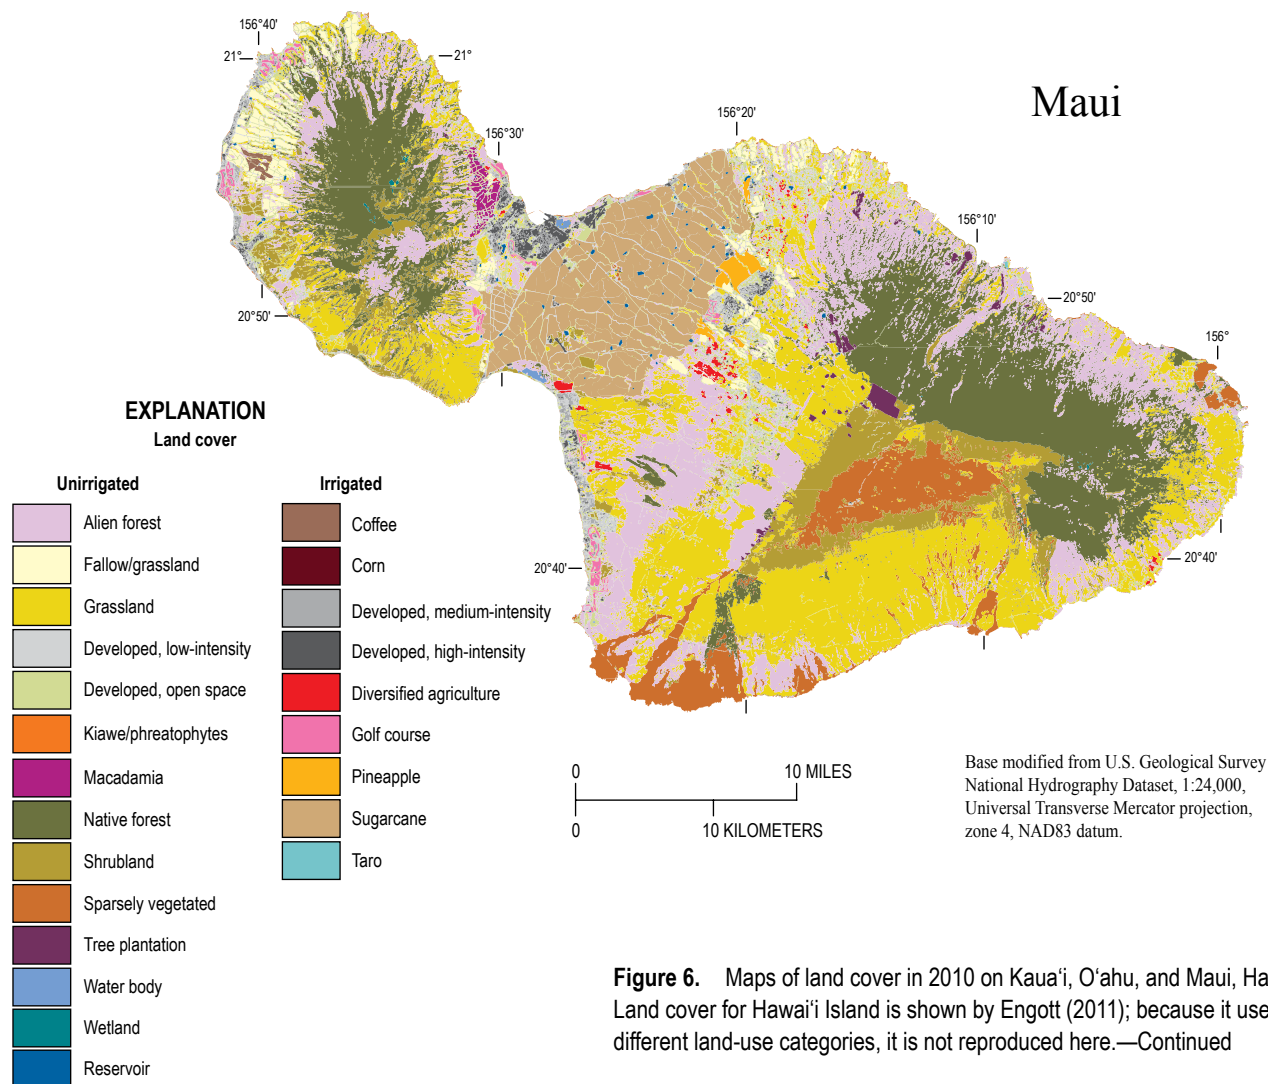 156°40'
21°
21°
Maui
156°20'
156°30'
156°10'
20°50'
20°50'
156°
20°40'
20°40'
EXPLANATION
Land cover
Unirrigated
Alien forest
Fallow/grassland
Grassland
Developed, low-intensity
Developed, open space
Kiawe/phreatophytes
Macadamia
Native forest
Shrubland
Sparsely vegetated
Tree plantation
Water body
Wetland
Reservoir
Irrigated
Coffee
Corn
Developed, medium-intensity
Developed, high-intensity
Diversified agriculture
Golf course
Pineapple
Sugarcane
Taro
0 10 MILES
0 10 KILOMETERS
Base modified from U.S. Geological Survey
National Hydrography Dataset, 1:24,000,
Universal Transverse Mercator projection,
zone 4, NAD83 datum.
Figure 6. Maps of land cover in 2010 on Kaua‘i, O‘ahu, and Maui, Ha
Land cover for Hawai‘i Island is shown by Engott (2011); because it use
different land-use categories, it is not reproduced here.—Continued